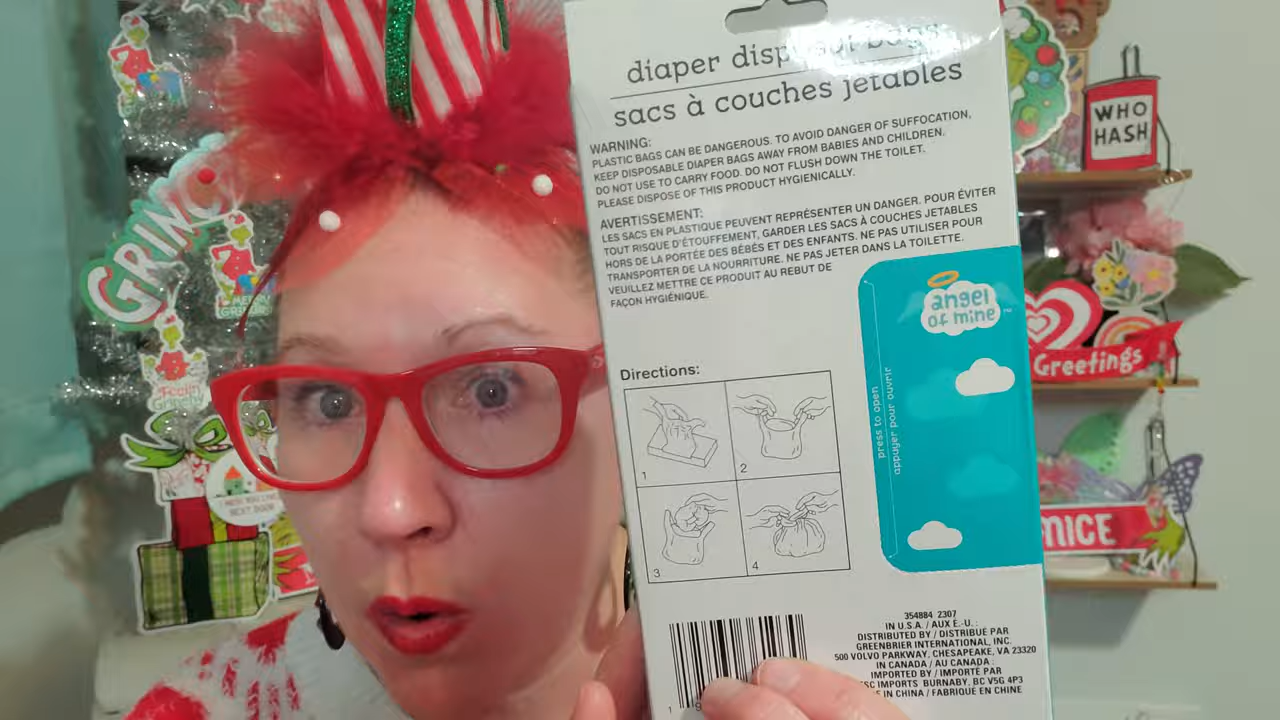 diaper disposal bags
sacs à couches jetables
WARNING:
PLASTIC BAGS CAN BE DANGEROUS. TO AVOID DANGER OF SUFFOCATION,
KEEP DISPOSABLE DIAPER BAGS AWAY FROM BABIES AND CHILDREN.
DO NOT USE TO CARRY FOOD. DO NOT FLUSH DOWN THE TOILET.
PLEASE DISPOSE OF THIS PRODUCT HYGIENICALLY.
AVERTISSEMENT:
LES SACS EN PLASTIQUE PEUVENT REPRÉSENTER UN DANGER. POUR ÉVITER
TOUT RISQUE D'ÉTOUFFEMENT, GARDER LES SACS À COUCHES JETABLES
HORS DE LA PORTÉE DES BÉBÉS ET DES ENFANTS. NE PAS UTILISER POUR
TRANSPORTER DE LA NOURRITURE. NE PAS JETER DANS LA TOILETTE.
VEUILLEZ METTRE CE PRODUIT AU REBUT DE
FAÇON HYGIÉNIQUE.
angel
of mine™
press to open
appuyer pour ouvrir
Directions:
1
2
3
4
354884 2307
IN U.S.A. / AUX É.-U. :
DISTRIBUTED BY / DISTRIBUÉ PAR
GREENBRIER INTERNATIONAL, INC.
500 VOLVO PARKWAY, CHESAPEAKE, VA 23320
IN CANADA / AU CANADA :
IMPORTED BY / IMPORTÉ PAR
IMPORTS BURNABY, BC V5G 4P3
IN CHINA / FABRIQUÉ EN CHINE
1
WHO
HASH
Greetings
GRIN
NEXT DOOR